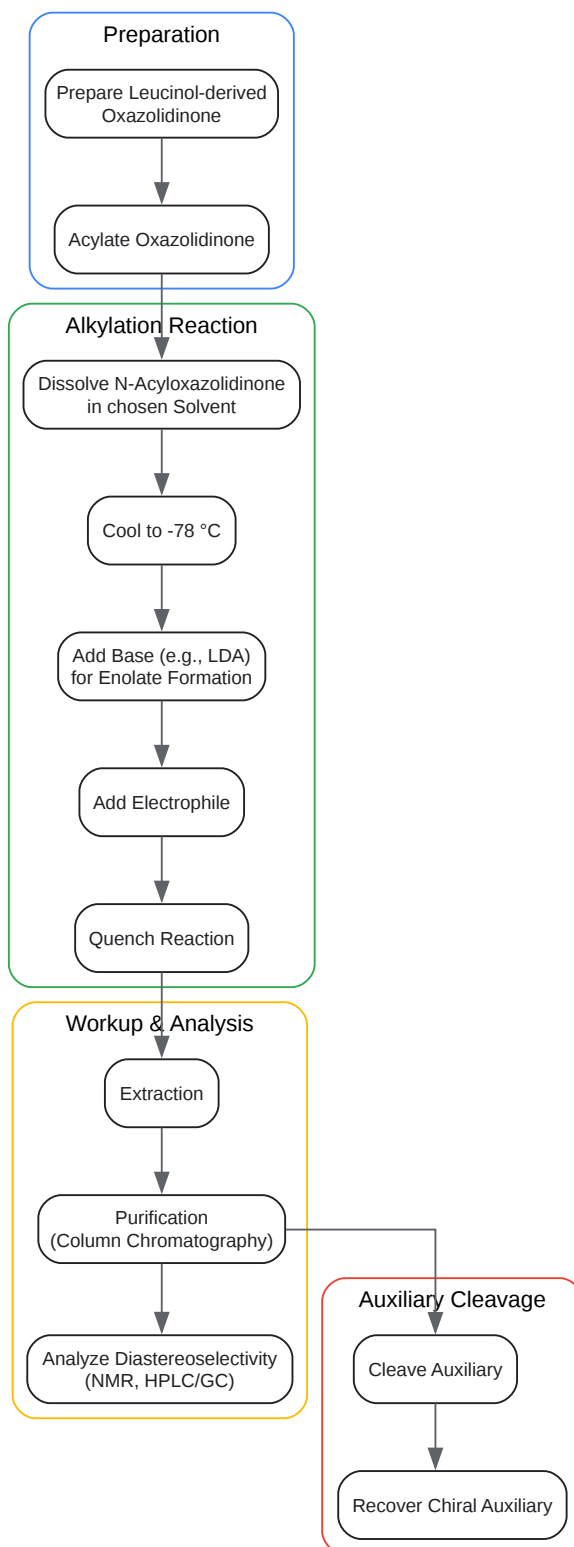 Preparation
Prepare Leucinol-derived
Oxazolidinone
Acylate Oxazolidinone
Alkylation Reaction
Dissolve N-Acyloxazolidinone
in chosen Solvent
Cool to -78 °C
Add Base (e.g., LDA)
for Enolate Formation
Add Electrophile
Quench Reaction
Workup & Analysis
Extraction
Purification
(Column Chromatography)
Analyze Diastereoselectivity
(NMR, HPLC/GC)
Auxiliary Cleavage
Cleave Auxiliary
Recover Chiral Auxiliary